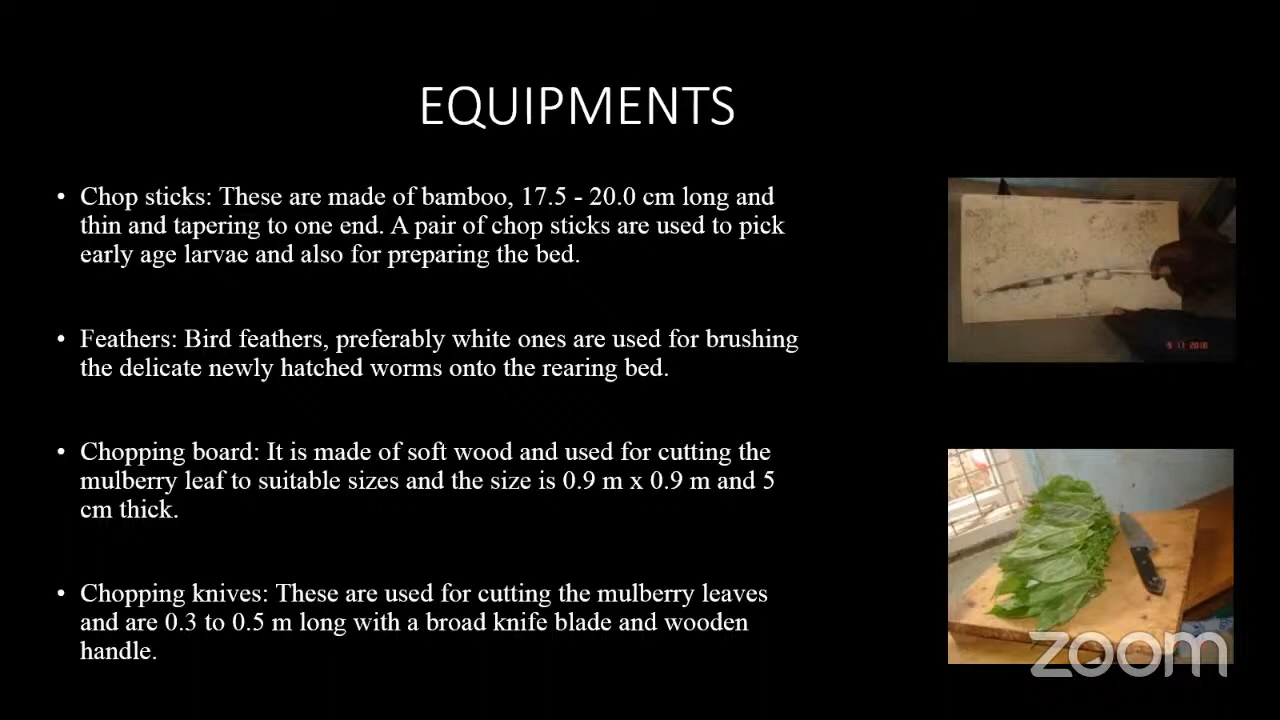 EQUIPMENTS
• Chop sticks: These are made of bamboo, 17.5 - 20.0 cm long and
thin and tapering to one end. A pair of chop sticks are used to pick
early age larvae and also for preparing the bed.
• Feathers: Bird feathers, preferably white ones are used for brushing
the delicate newly hatched worms onto the rearing bed.
• Chopping board: It is made of soft wood and used for cutting the
mulberry leaf to suitable sizes and the size is 0.9 m x 0.9 m and 5
cm thick.
• Chopping knives: These are used for cutting the mulberry leaves
and are 0.3 to 0.5 m long with a broad knife blade and wooden
handle.
zoom